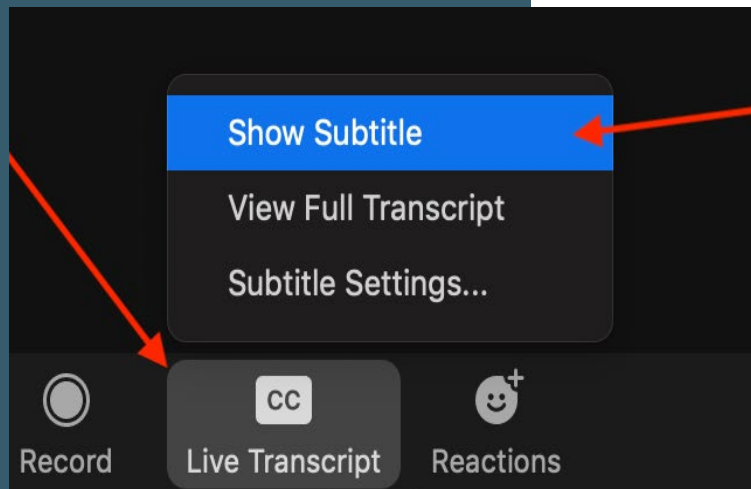 Show Subtitle
View Full Transcript
Subtitle Settings...
CC
Record
Live Transcript
Reactions